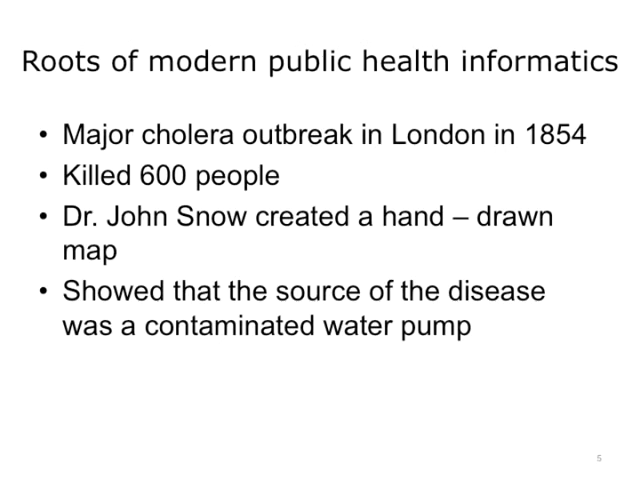 Roots of modern public health informatics
• Major cholera outbreak in London in 1854
• Killed 600 people
• Dr. John Snow created a hand – drawn
map
• Showed that the source of the disease
was a contaminated water pump
5